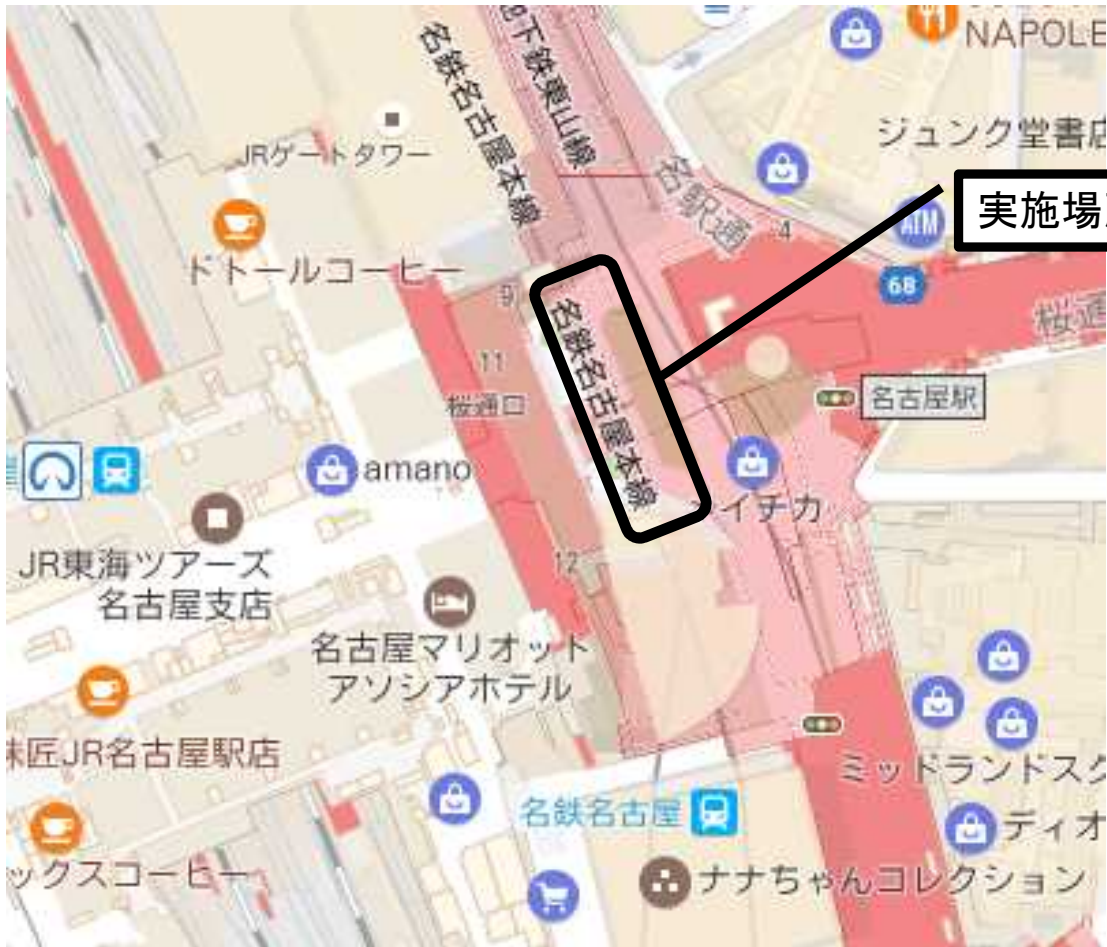 NAPOLE
地下鉄東山線
名鉄名古屋本線
JRゲートタワー
ジュンク堂書店
名駅通
実施場
ATM
4
ドトールコーヒー
68
9
桜通
名鉄名古屋本線
11
桜通口
名古屋駅
amano
イチカ
12
JR東海ツアーズ
名古屋支店
名古屋マリオット
アソシアホテル
味匠JR名古屋駅店
ミッドランドスク
名鉄名古屋
ディオ
ックスコーヒー
ナナちゃんコレクション